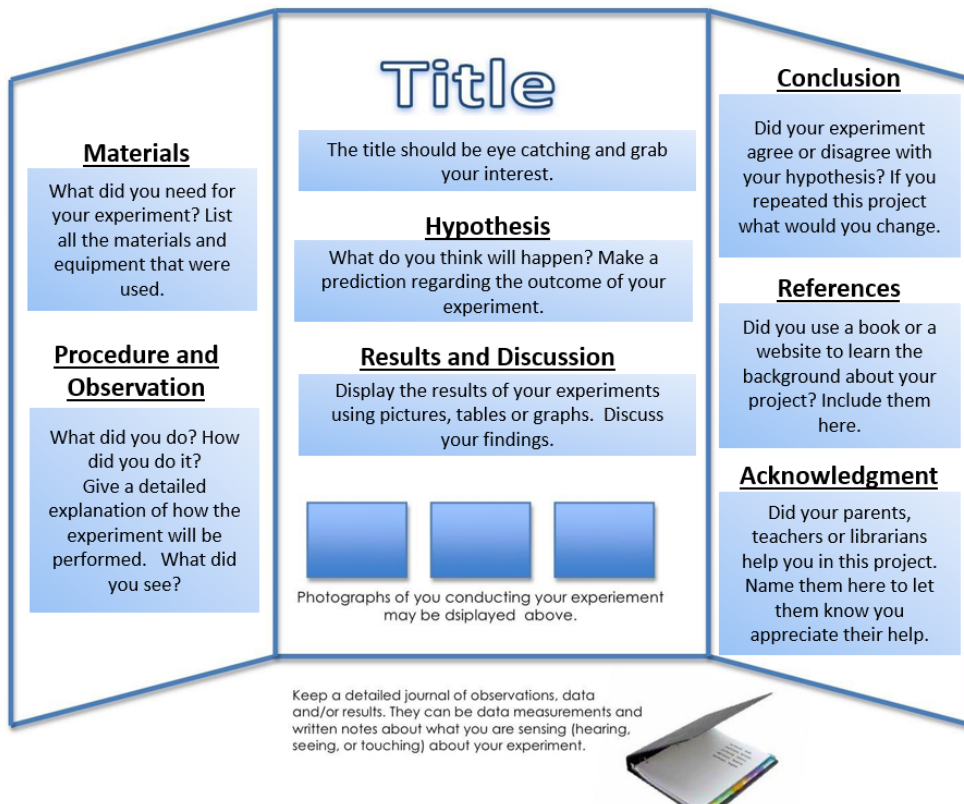 Materials
What did you need for
your experiment? List
all the materials and
equipment that were
used.
Procedure and
Observation
What did you do? How
did you do it?
Give a detailed
explanation of how the
experiment will be
performed.   What did
you see?
Title
The title should be eye catching and grab
your interest.
Hypothesis
What do you think will happen? Make a
prediction regarding the outcome of your
experiment.
Results and Discussion
Display the results of your experiments
using pictures, tables or graphs.  Discuss
your findings.
Photographs of you conducting your experiement
may be dsiplayed  above.
Conclusion
Did your experiment
agree or disagree with
your hypothesis? If you
repeated this project
what would you change.
References
Did you use a book or a
website to learn the
background about your
project? Include them
here.
Acknowledgment
Did your parents,
teachers or librarians
help you in this project.
Name them here to let
them know you
appreciate their help.
Keep a detailed journal of observations, data
and/or results. They can be data measurements and
written notes about what you are sensing (hearing,
seeing, or touching) about your experiment.